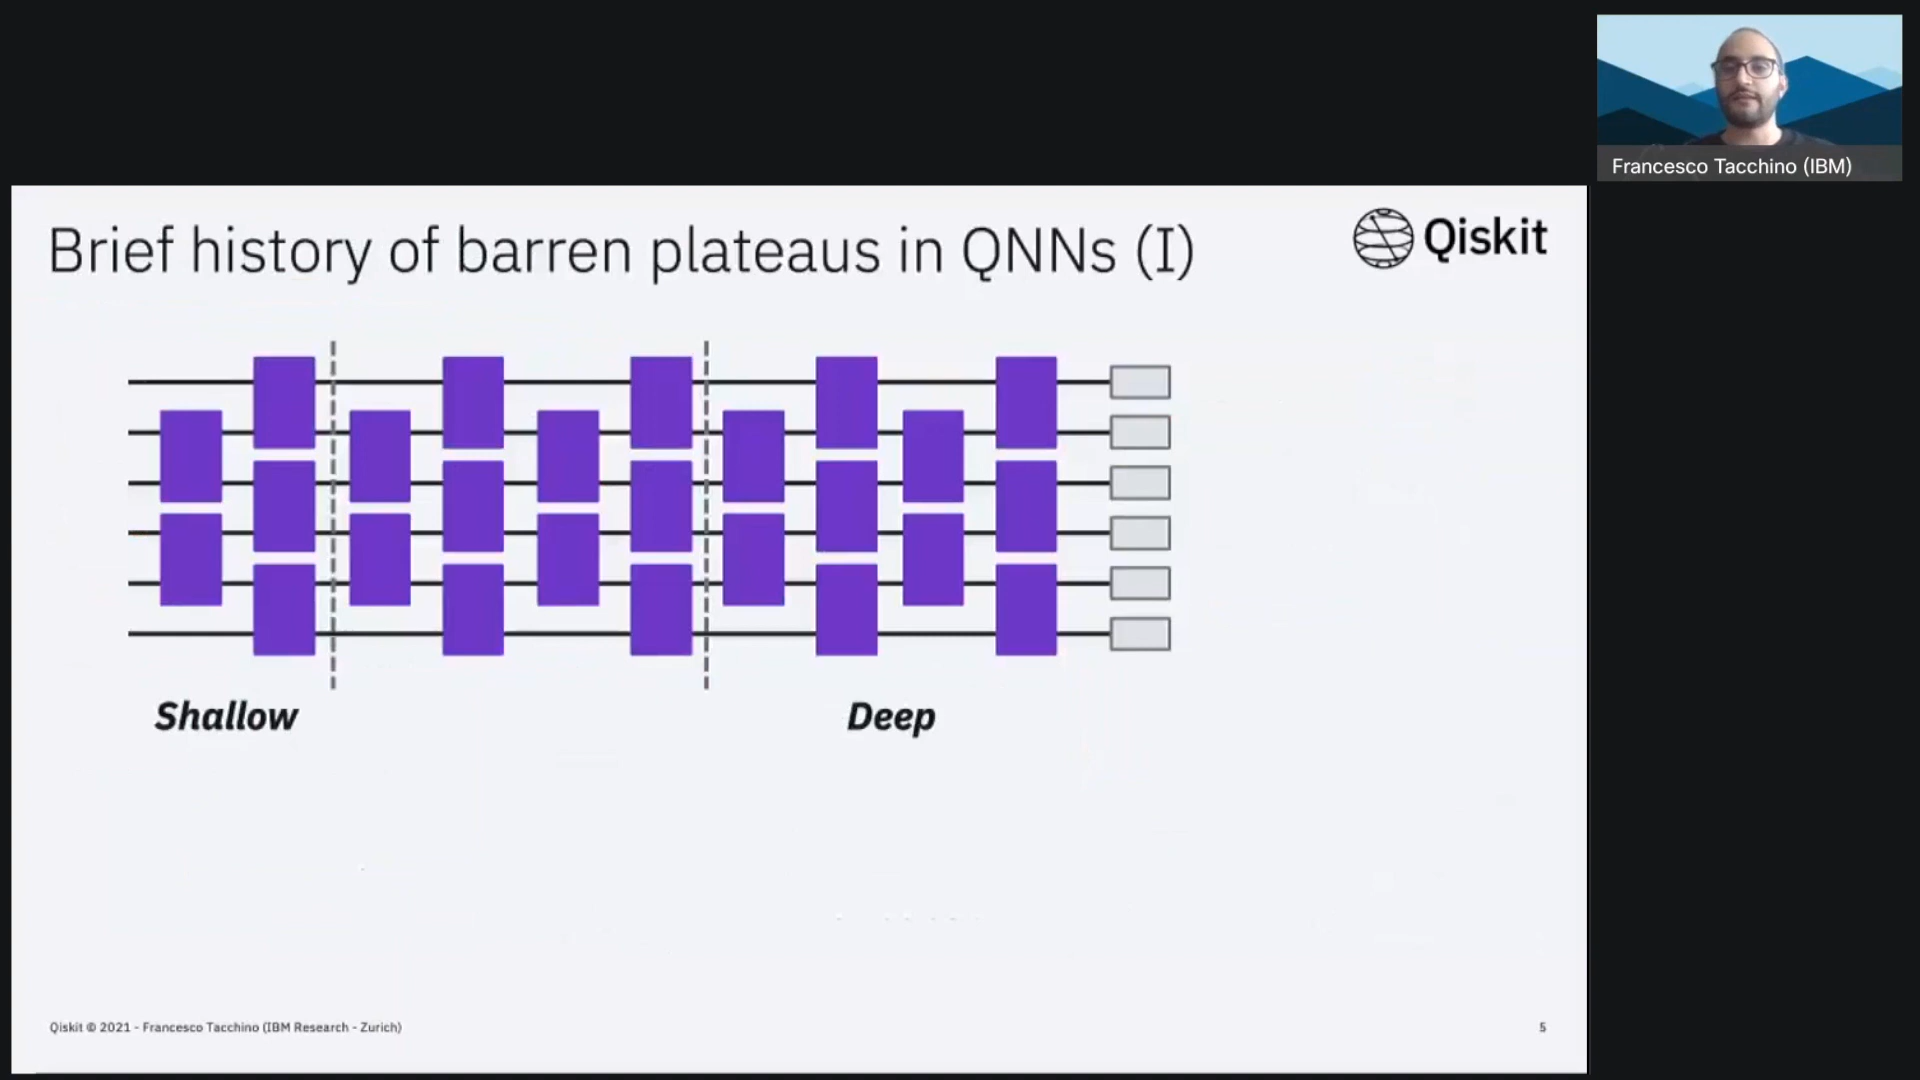 Francesco Tacchino (IBM)
Brief history of barren plateaus in QNNs (I)
Qiskit
Shallow
Deep
Qiskit © 2021 - Francesco Tacchino (IBM Research - Zurich)
5